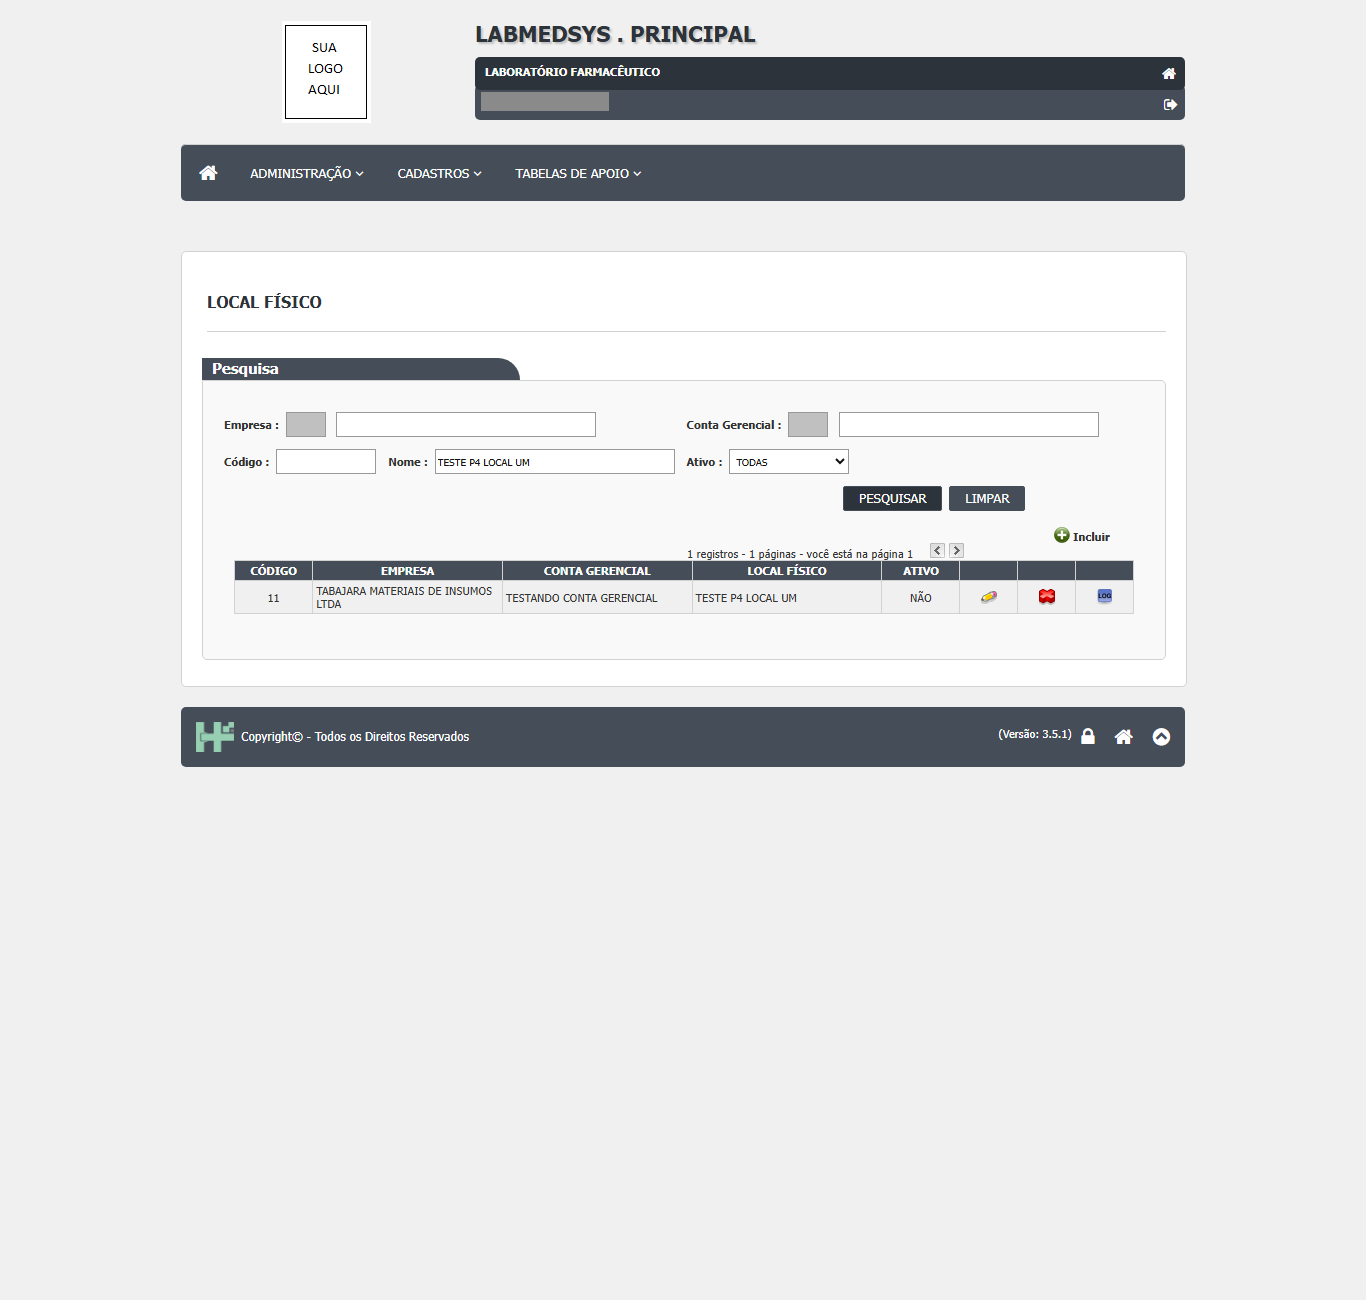 SUA
LOGO
AQUI
LABMEDSYS . PRINCIPAL
LABORATÓRIO FARMACÊUTICO
ADMINISTRAÇÃO CADASTROS TABELAS DE APOIO
LOCAL FÍSICO
Pesquisa
Empresa : Conta Gerencial :
Código : Nome : TESTE P4 LOCAL UM Ativo : TODAS
PESQUISAR LIMPAR
Incluir
1 registros - 1 páginas - você está na página 1
CÓDIGO EMPRESA CONTA GERENCIAL LOCAL FÍSICO ATIVO
11 TABAJARA MATERIAIS DE INSUMOS LTDA TESTANDO CONTA GERENCIAL TESTE P4 LOCAL UM NÃO LOG
Copyright© - Todos os Direitos Reservados (Versão: 3.5.1)